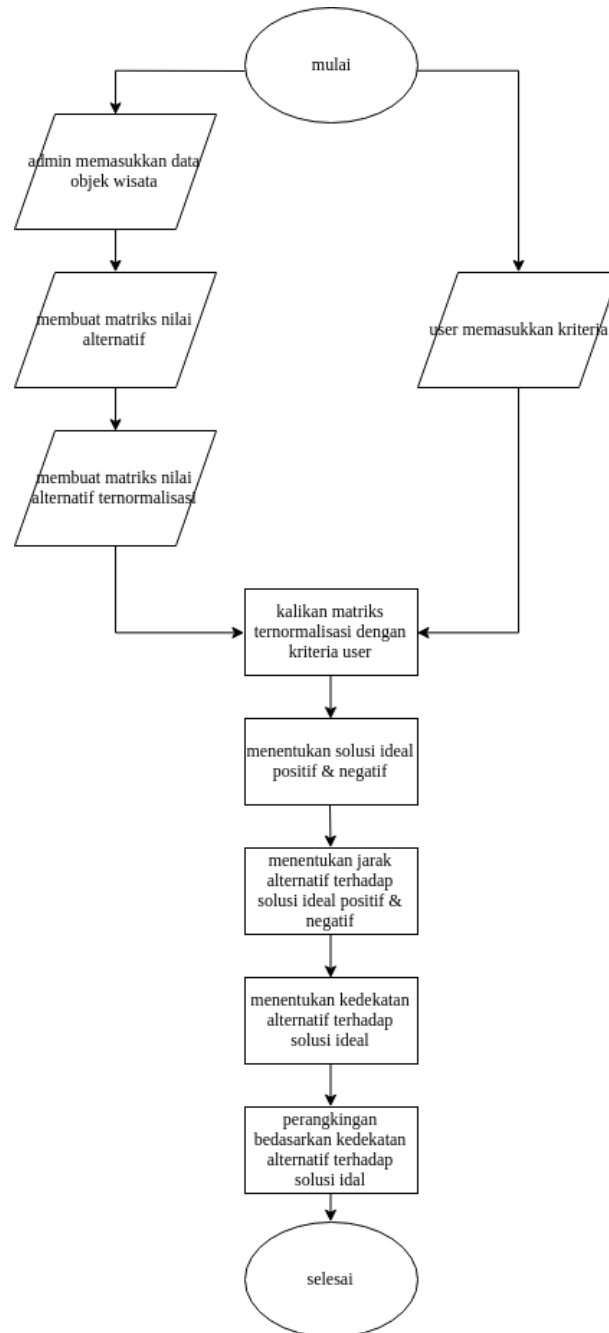 mulai
admin memasukkan data
objek wisata
membuat matriks nilai
alternatif
user memasukkan kriteria
membuat matriks nilai
alternatif ternormalisasi
kalikan matriks
ternormalisasi dengan
kriteria user
menentukan solusi ideal
positif & negatif
menentukan jarak
alternatif terhadap
solusi ideal positif &
negatif
menentukan kedekatan
alternatif terhadap
solusi ideal
perangkingan
bedasarkan kedekatan
alternatif terhadap
solusi idal
selesai